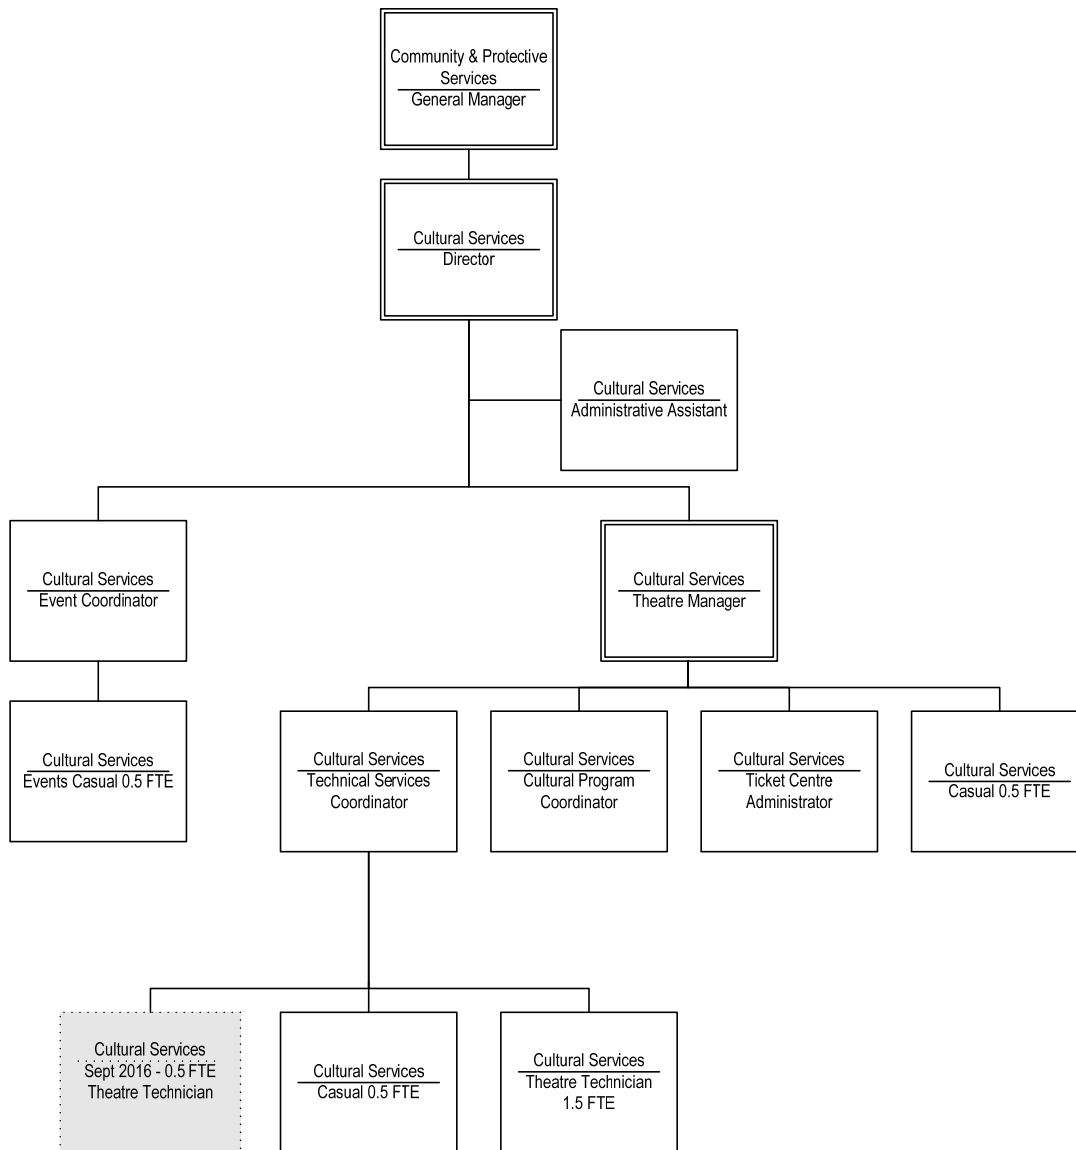 Community & Protective
Services
General Manager
Cultural Services
Director
Cultural Services
Administrative Assistant
Cultural Services
Event Coordinator
Cultural Services
Theatre Manager
Cultural Services
Events Casual 0.5 FTE
Cultural Services
Technical Services
Coordinator
Cultural Services
Cultural Program
Coordinator
Cultural Services
Ticket Centre
Administrator
Cultural Services
Casual 0.5 FTE
Cultural Services
Sept 2016 - 0.5 FTE
Theatre Technician
Cultural Services
Casual 0.5 FTE
Cultural Services
Theatre Technician
1.5 FTE